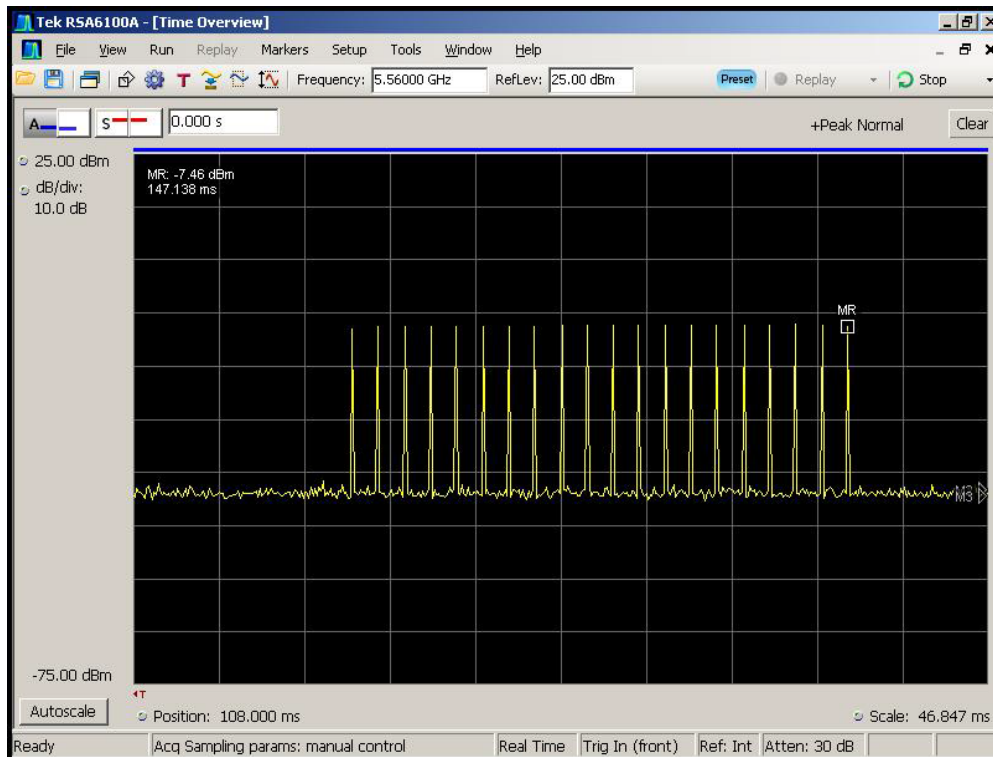 Tek RSA6100A - [Time Overview]
File View Run Replay Markers Setup Tools Window Help
T Frequency: 5.56000 GHz RefLev: 25.00 dBm Preset Replay Stop
A S 0.000 s +Peak Normal Clear
25.00 dBm
dB/div:
10.0 dB
MR: -7.46 dBm
147.138 ms
MR
M3
-75.00 dBm
T
Autoscale Position: 108.000 ms Scale: 46.847 ms
Ready Acq Sampling params: manual control Real Time Trig In (front) Ref: Int Atten: 30 dB